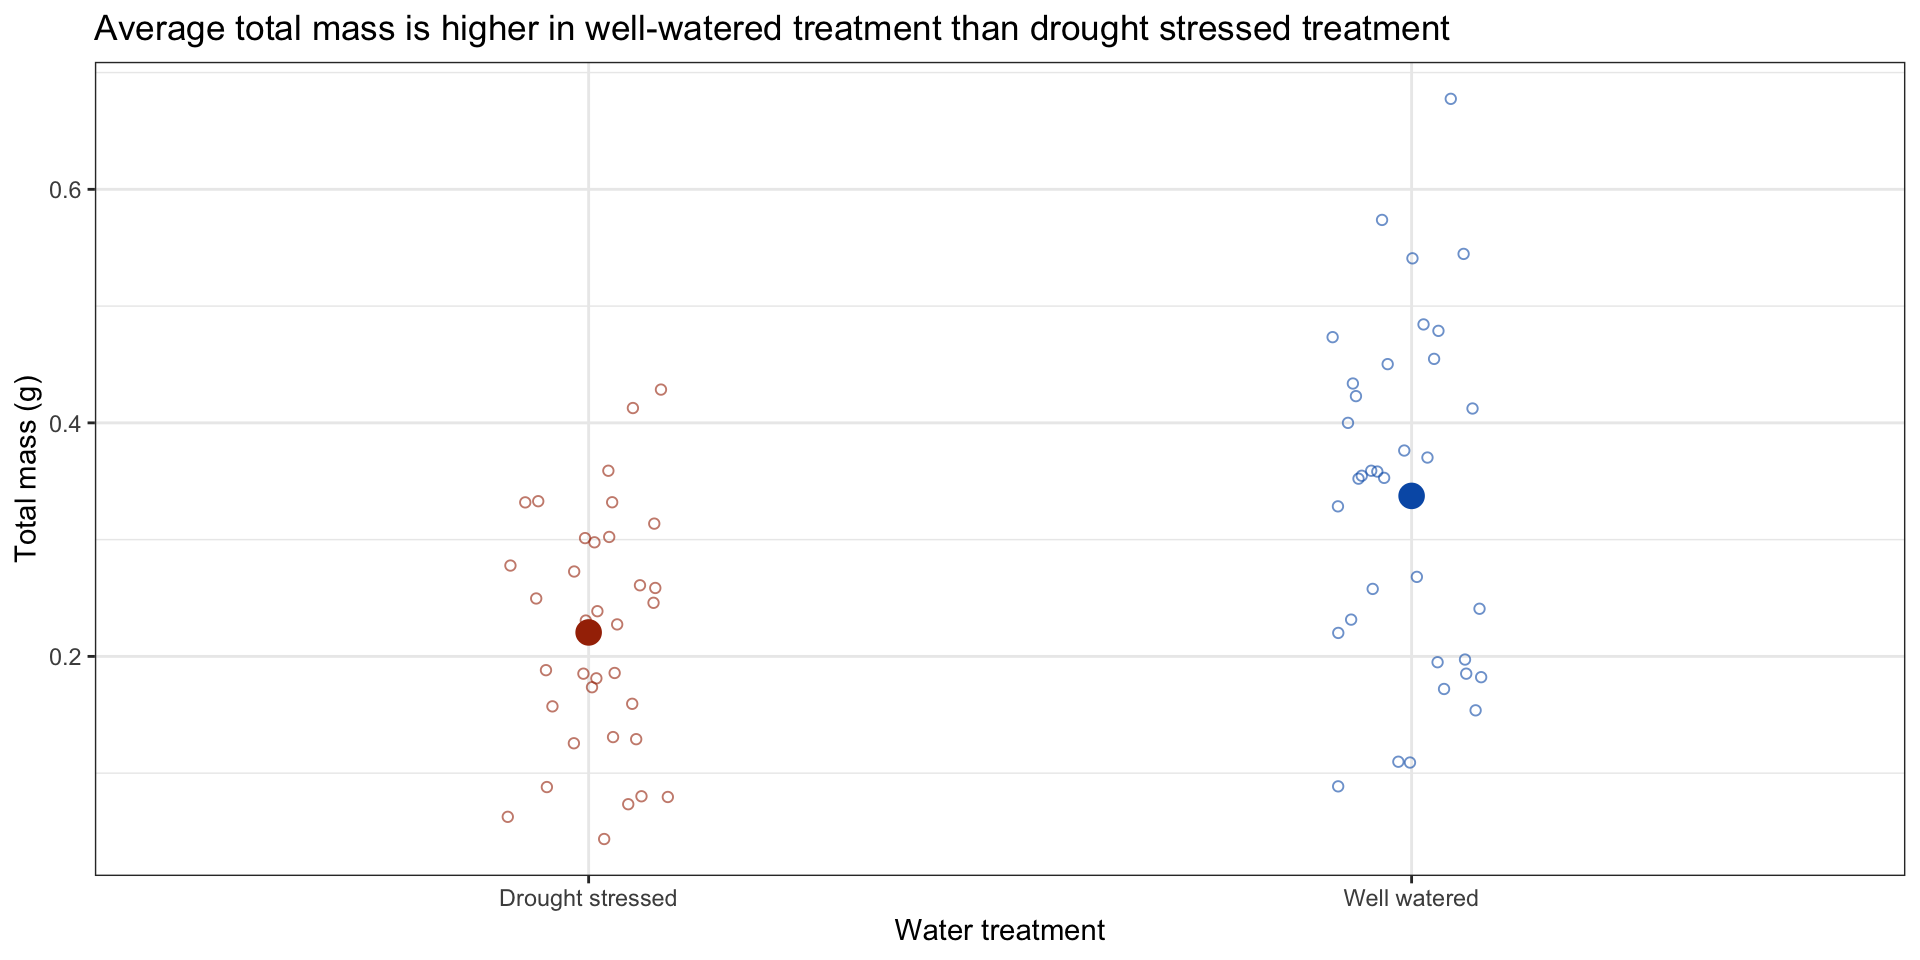 Average total mass is higher in well-watered treatment than drought stressed treatment
Total mass (g)
0.6
0.4
0.2
Drought stressed
Well watered
Water treatment